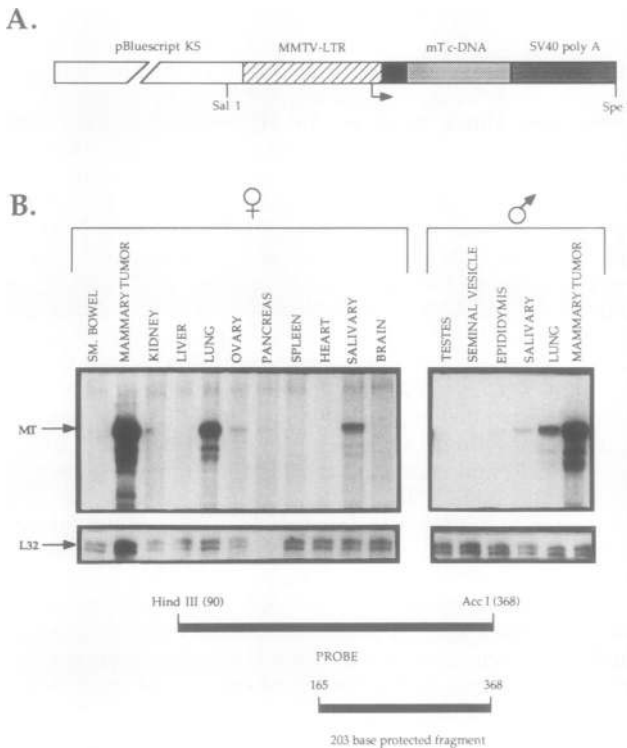 A.
pBluescript KS MMTV-LTR mT c-DNA SV40 poly A
Sal 1 Spe
B.
♀ ♂
SM. BOWEL
MAMMARY TUMOR
KIDNEY
LIVER
LUNG
OVARY
PANCREAS
SPLEEN
HEART
SALIVARY
BRAIN
TESTES
SEMINAL VESICLE
EPIDIDYMIS
SALIVARY
LUNG
MAMMARY TUMOR
MT
L32
Hind III (90) Acc I (368)
PROBE
165 368
203 base protected fragment